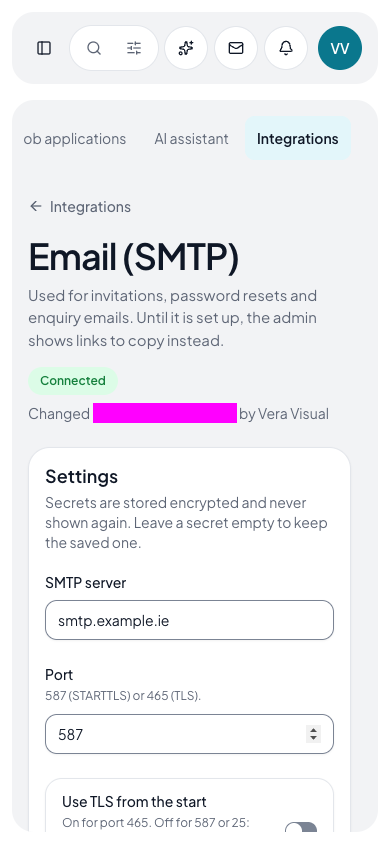 VV
ob applications AI assistant Integrations
Integrations
Email (SMTP)
Used for invitations, password resets and
enquiry emails. Until it is set up, the admin
shows links to copy instead.
Connected
Changed by Vera Visual
Settings
Secrets are stored encrypted and never
shown again. Leave a secret empty to keep
the saved one.
SMTP server
smtp.example.ie
Port
587 (STARTTLS) or 465 (TLS).
587
Use TLS from the start
On for port 465. Off for 587 or 25: